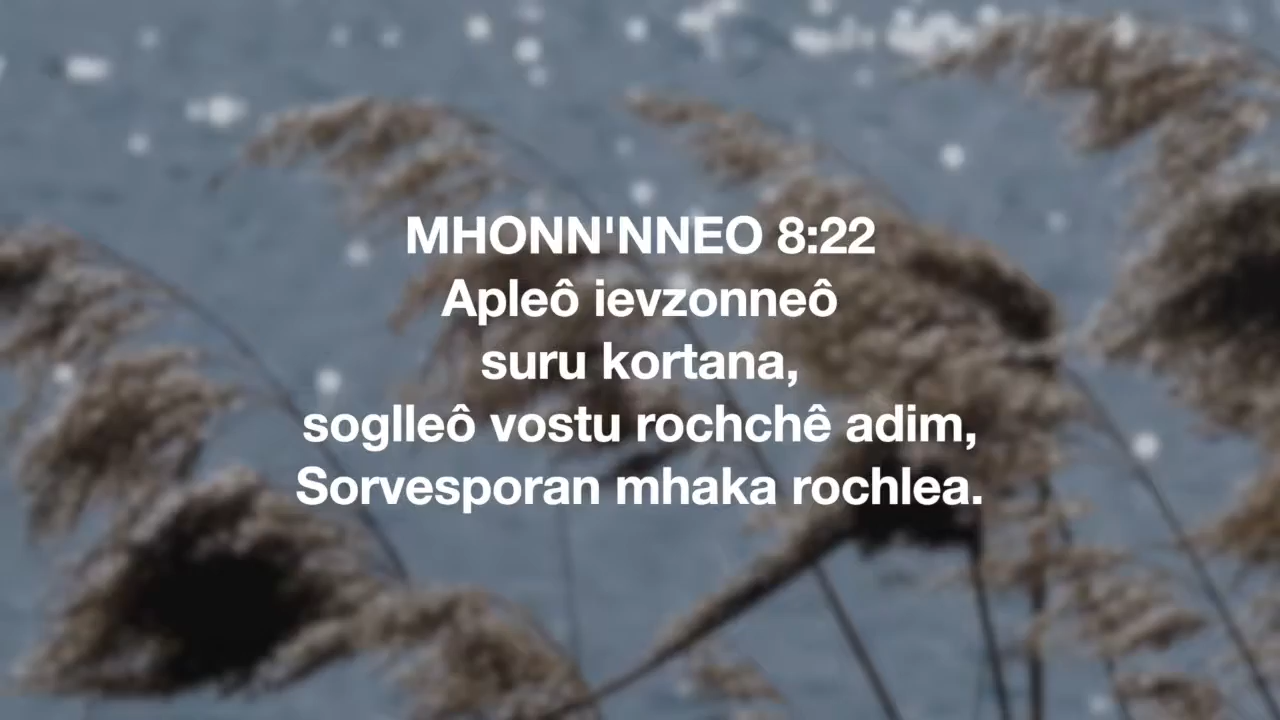 MHONN'NNEO 8:22
Apleô ievzonneô
suru kortana,
soglleô vostu rochchê adim,
Sorvesporan mhaka rochlea.